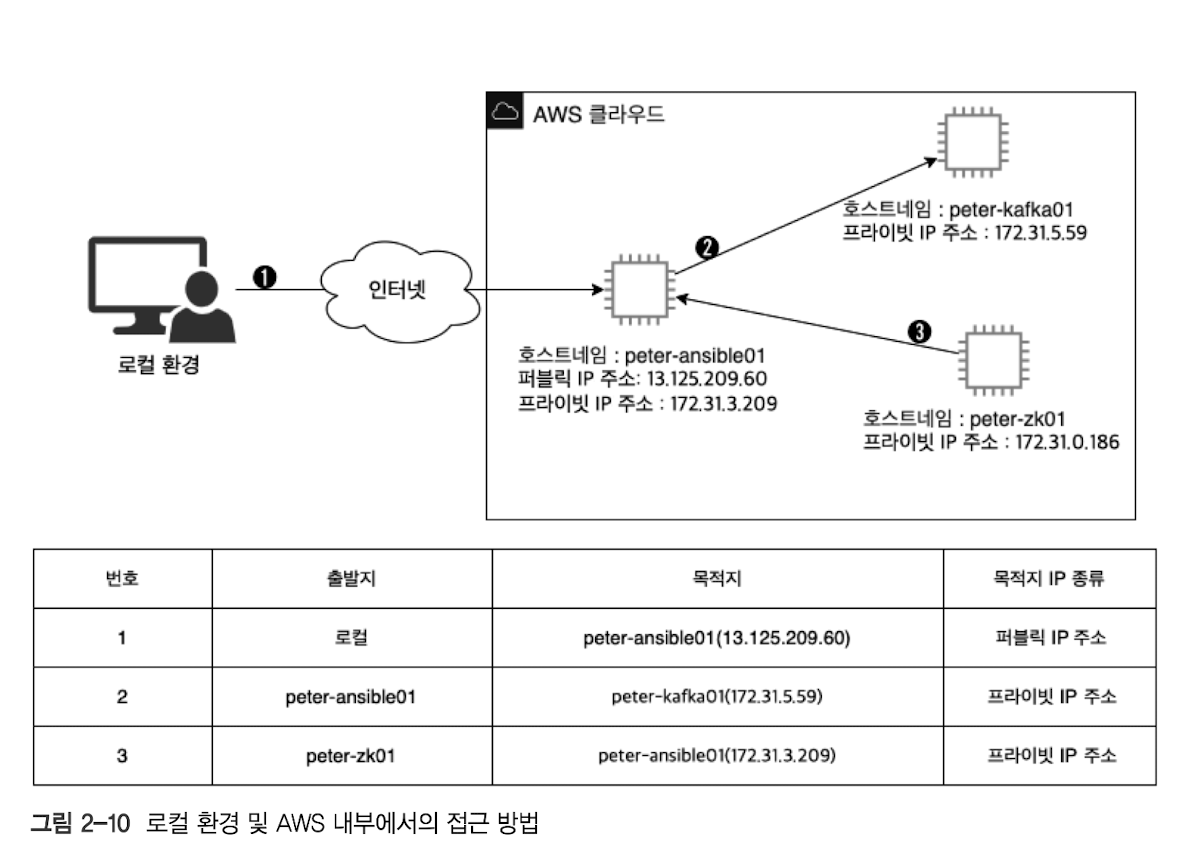 AWS 클라우드
호스트네임 : peter-kafka01
프라이빗 IP 주소 : 172.31.5.59
❷
❶
인터넷
❸
로컬 환경
호스트네임 : peter-ansible01
퍼블릭 IP 주소: 13.125.209.60
프라이빗 IP 주소 : 172.31.3.209
호스트네임 : peter-zk01
프라이빗 IP 주소 : 172.31.0.186
번호 출발지 목적지 목적지 IP 종류
1 로컬 peter-ansible01(13.125.209.60) 퍼블릭 IP 주소
2 peter-ansible01 peter-kafka01(172.31.5.59) 프라이빗 IP 주소
3 peter-zk01 peter-ansible01(172.31.3.209) 프라이빗 IP 주소
그림 2-10 로컬 환경 및 AWS 내부에서의 접근 방법